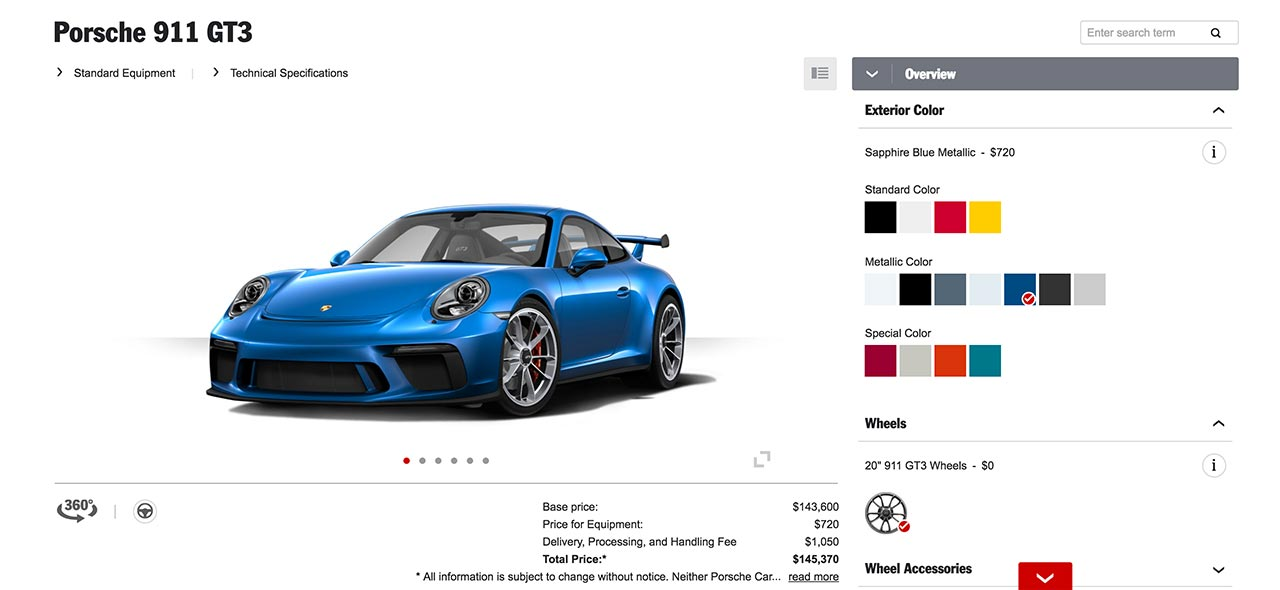 Porsche 911 GT3
Enter search term
Standard Equipment
Technical Specifications
Overview
Exterior Color
Sapphire Blue Metallic - $720
i
Standard Color
Metallic Color
Special Color
GT3
Wheels
20" 911 GT3 Wheels - $0
i
360°
Base price: $143,600
Price for Equipment: $720
Delivery, Processing, and Handling Fee $1,050
Total Price:* $145,370
* All information is subject to change without notice. Neither Porsche Car... read more
Wheel Accessories